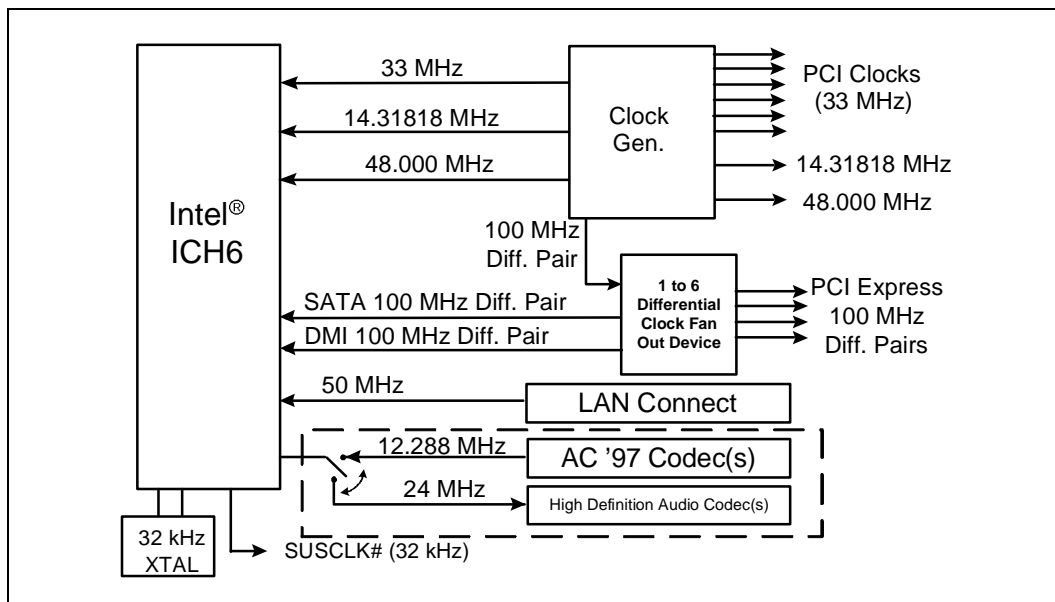 33 MHz
14.31818 MHz
48.000 MHz
Intel®
ICH6
Clock
Gen.
PCI Clocks
(33 MHz)
14.31818 MHz
48.000 MHz
100 MHz
Diff. Pair
1 to 6
Differential
Clock Fan
Out Device
PCI Express
100 MHz
Diff. Pairs
SATA 100 MHz Diff. Pair
DMI 100 MHz Diff. Pair
50 MHz
LAN Connect
12.288 MHz
AC ’97 Codec(s)
24 MHz
High Definition Audio Codec(s)
32 kHz
XTAL
SUSCLK# (32 kHz)